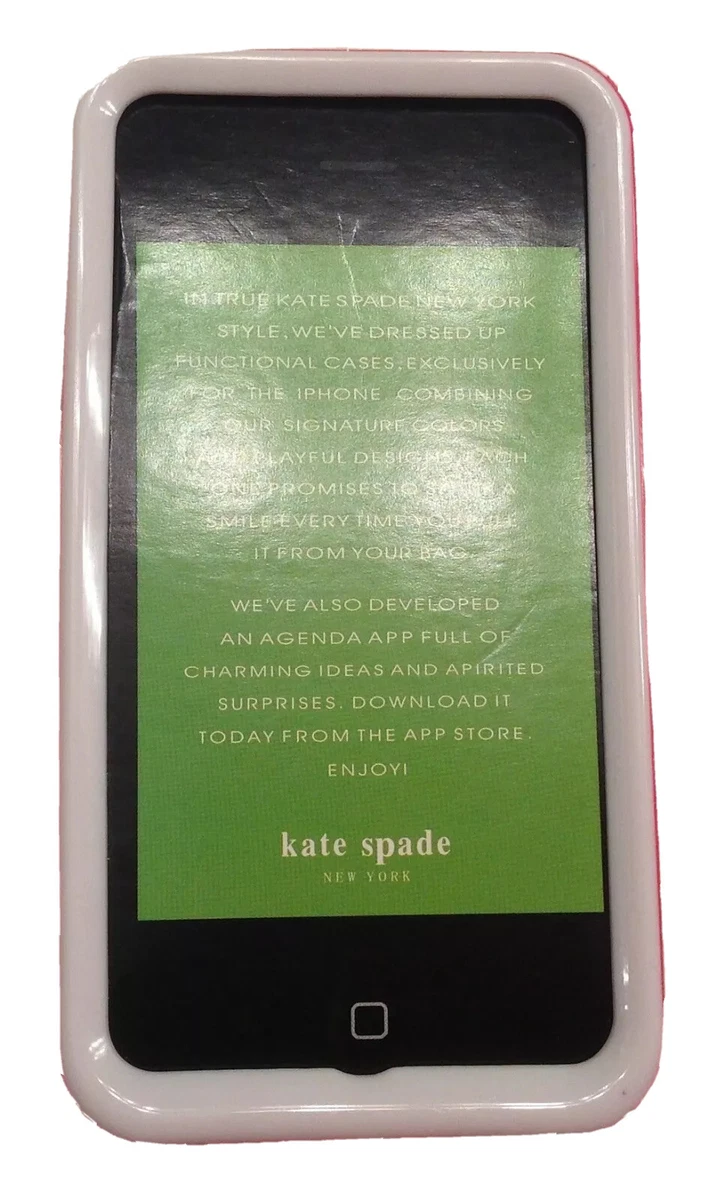 IN TRUE KATE SPADE NEW YORK
STYLE, WE'VE DRESSED UP
FUNCTIONAL CASES, EXCLUSIVELY
FOR THE IPHONE COMBINING
OUR SIGNATURE COLORS
AND PLAYFUL DESIGNS, EACH
ONE PROMISES TO A
SMILE EVERY TIME YOU
IT FROM YOUR BAG.
WE'VE ALSO DEVELOPED
AN AGENDA APP FULL OF
CHARMING IDEAS AND APIRITED
SURPRISES. DOWNLOAD IT
TODAY FROM THE APP STORE.
ENJOYI
kate spade
NEW YORK